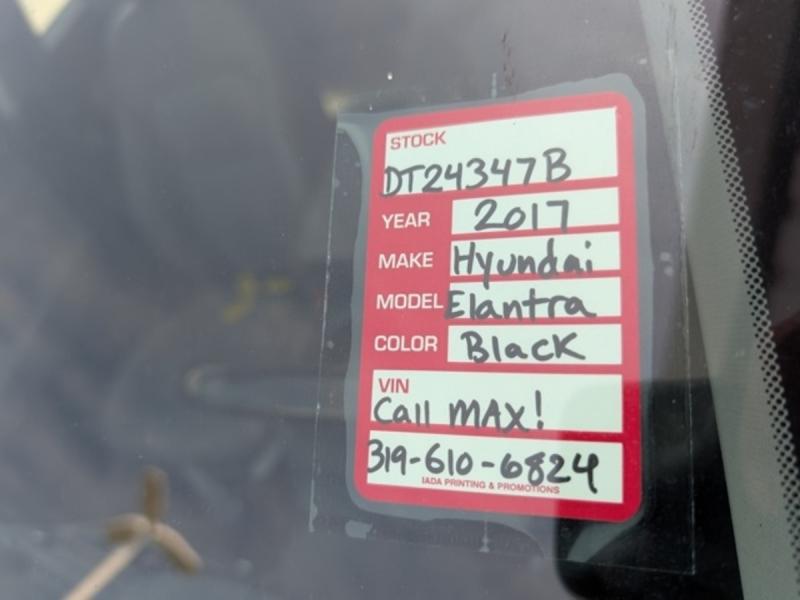 STOCK
DT24347B
YEAR 2017
MAKE Hyundai
MODEL Elantra
COLOR Black
VIN
Call MAX!
319-610-6824
IADA PRINTING & PROMOTIONS